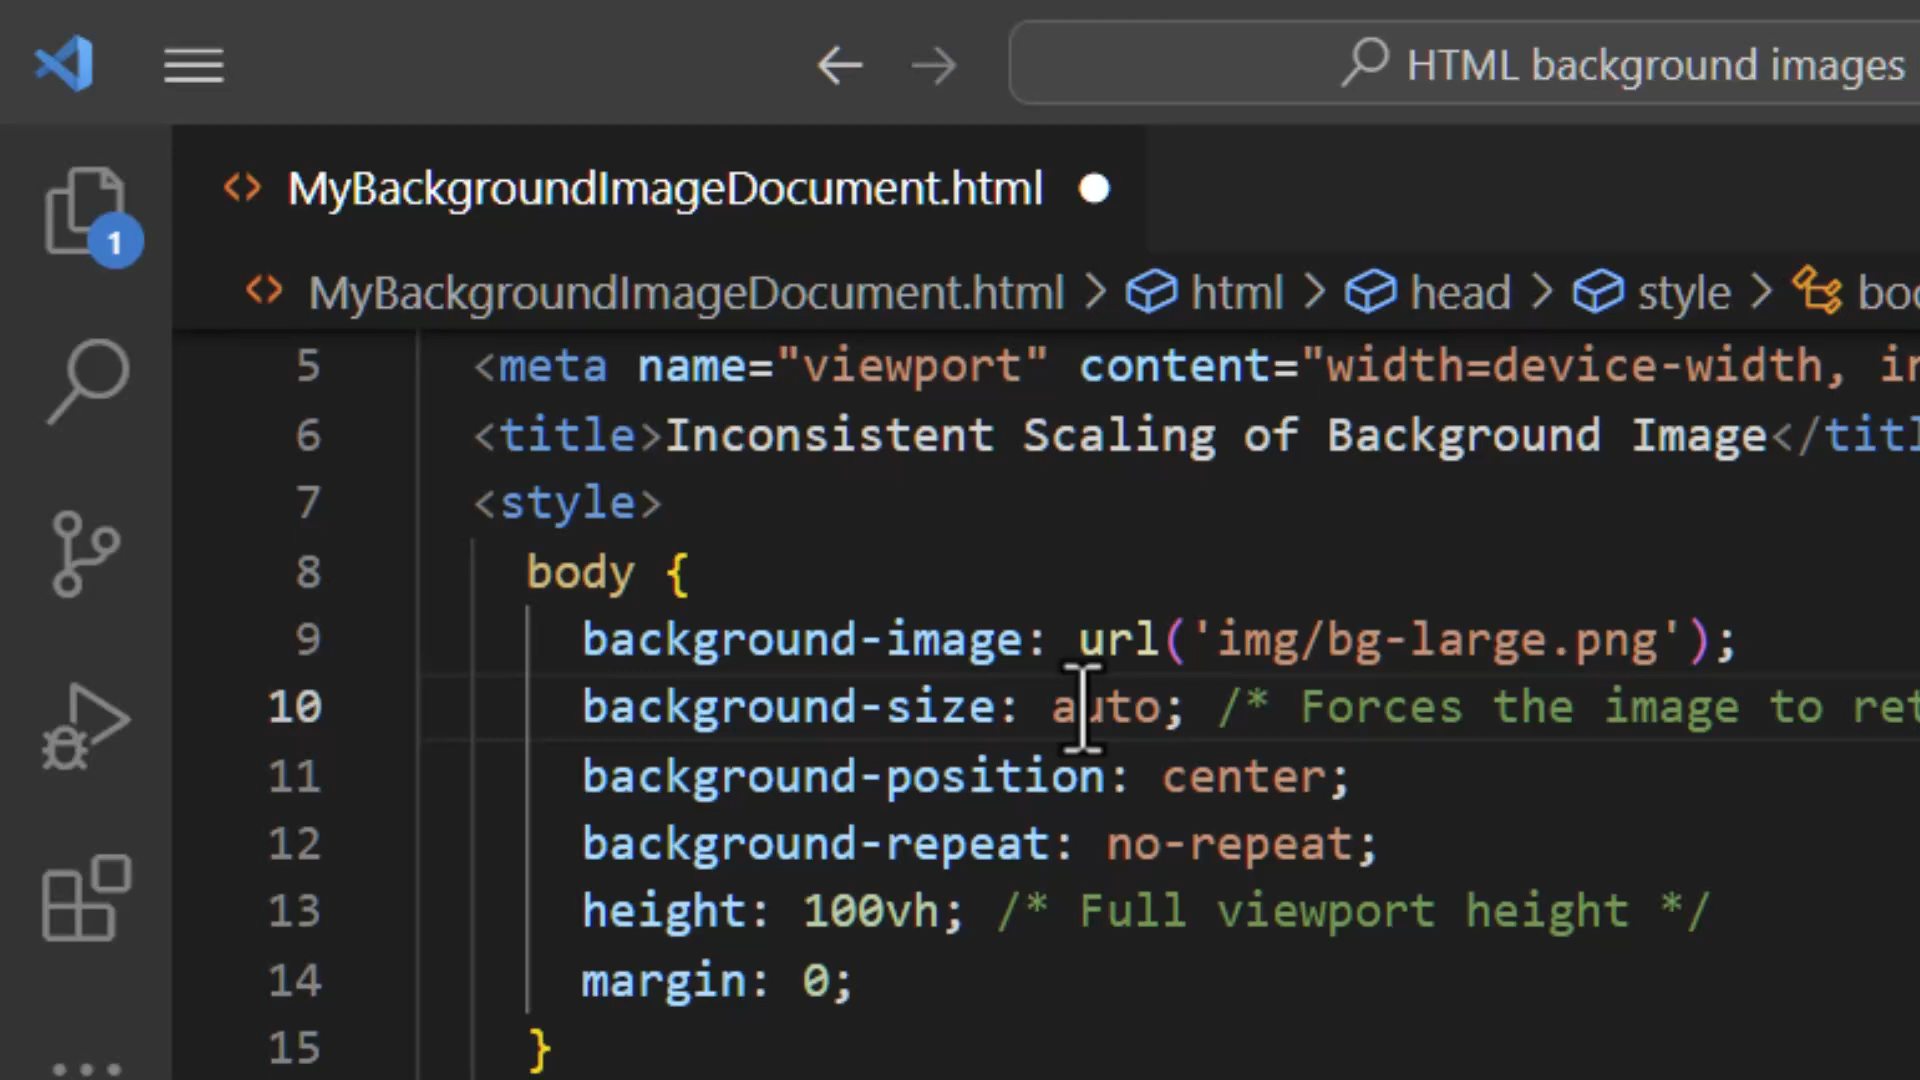 HTML background images
MyBackgroundImageDocument.html
1
MyBackgroundImageDocument.html > html > head > style >
5 <meta name="viewport" content="width=device-width,
6 <title>Inconsistent Scaling of Background Image</
7 <style>
8 body {
9 background-image: url('img/bg-large.png');
10 background-size: auto; /* Forces the image to
11 background-position: center;
12 background-repeat: no-repeat;
13 height: 100vh; /* Full viewport height */
14 margin: 0;
15 }